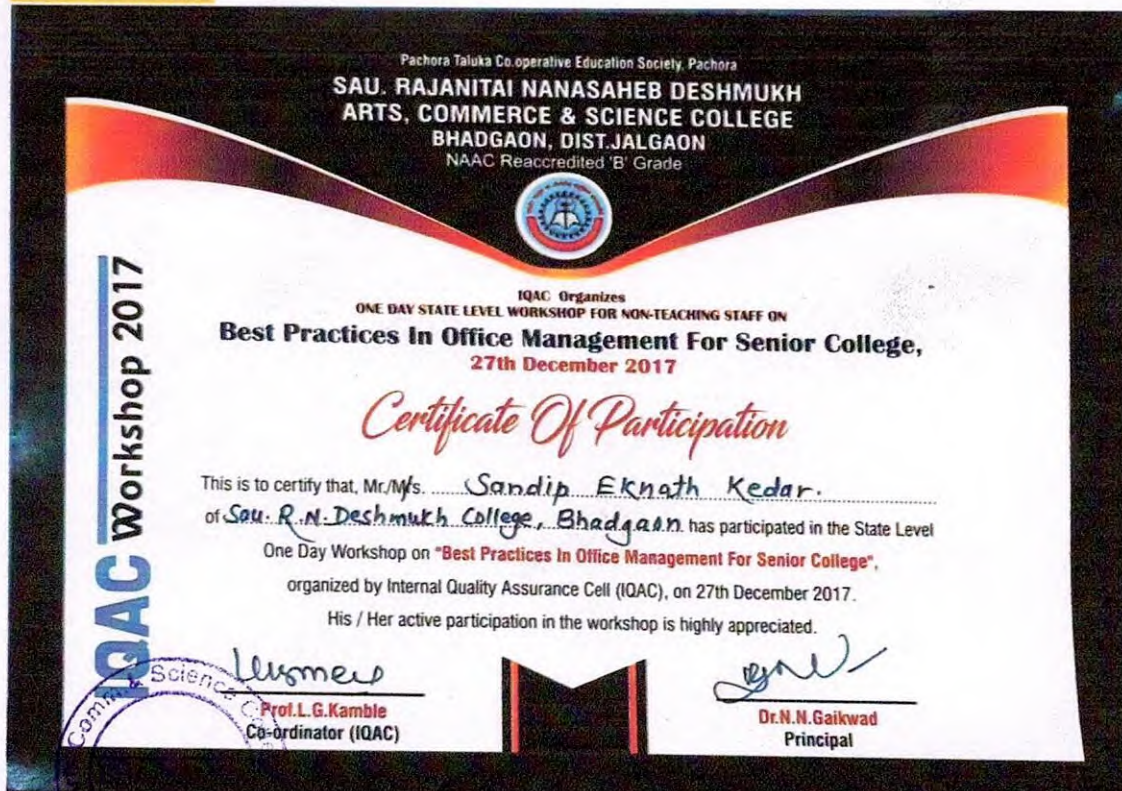 Pachora Taluka Co.operative Education Society, Pachora
SAU. RAJANITAI NANASAHEB DESHMUKH
ARTS, COMMERCE & SCIENCE COLLEGE
BHADGAON, DIST.JALGAON
NAAC Reaccredited 'B' Grade
IQAC Organizes
ONE DAY STATE LEVEL WORKSHOP FOR NON-TEACHING STAFF ON
Best Practices In Office Management For Senior College,
27th December 2017
Certificate Of Participation
This is to certify that, Mr./M/s. Sandip Eknath Kedar.
of Sau. R.N. Deshmukh College, Bhadgaon has participated in the State Level
One Day Workshop on "Best Practices In Office Management For Senior College",
organized by Internal Quality Assurance Cell (IQAC), on 27th December 2017.
His / Her active participation in the workshop is highly appreciated.
Prof.L.G.Kamble
Co-ordinator (IQAC)
Dr.N.N.Gaikwad
Principal
IQAC Workshop 2017
Science